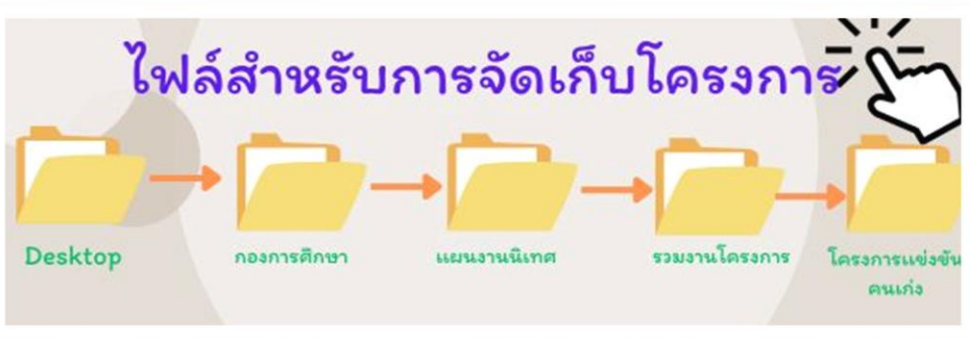 ไฟล์สำหรับการจัดเก็บโครงการ
Desktop
กองการศึกษา
แผนงานนิเทศ
รวมงานโครงการ
โครงการแข่งขัน
คนเก่ง